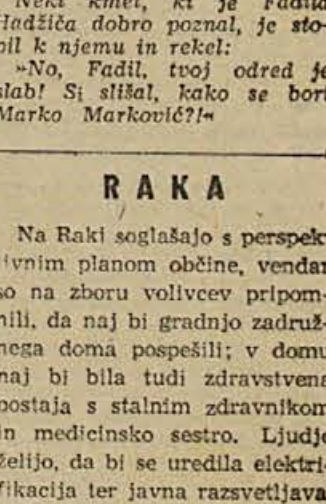 Neki kmet, ki je Fadila
Hadžiča dobro poznal, je sto-
pil k njemu in rekel:
»No, Fadil, tvoj odred je
slab! Si slišal, kako se bori
Marko Marković?!«
RAKA
Na Raki soglašajo s perspek-
tivnim planom občine, vendar
so na zboru volivcev pripom-
nili, da naj bi gradnjo zadruž-
nega doma pospešili; v domu
naj bi bila tudi zdravstvena
postaja s stalnim zdravnikom
in medicinsko sestro. Ljudje
želijo, da bi se uredila elektri-
fikacija ter javna razsvetljava